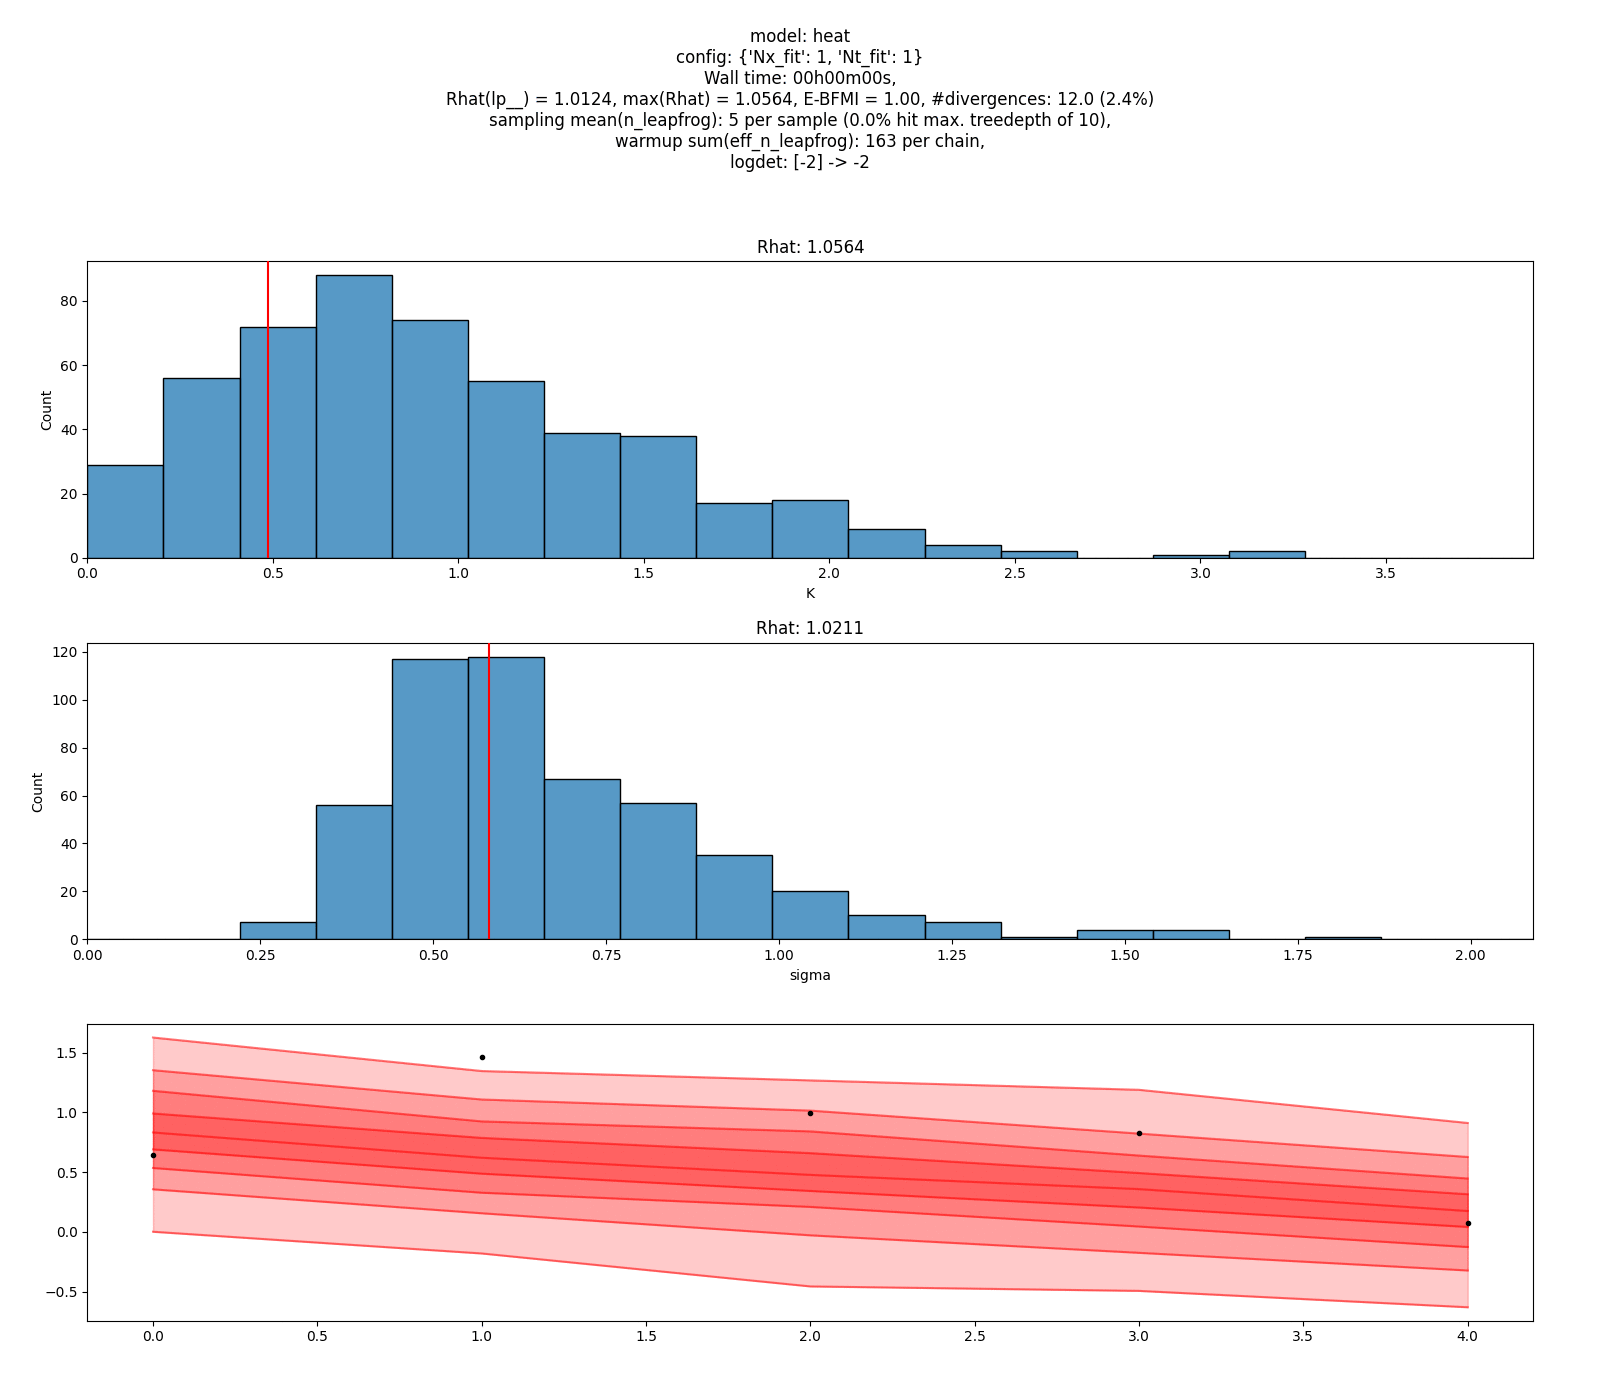 model: heat
config: {'Nx_fit': 1, 'Nt_fit': 1}
Wall time: 00h00m00s,
Rhat(lp__) = 1.0124, max(Rhat) = 1.0564, E-BFMI = 1.00, #divergences: 12.0 (2.4%)
sampling mean(n_leapfrog): 5 per sample (0.0% hit max. treedepth of 10),
warmup sum(eff_n_leapfrog): 163 per chain,
logdet: [-2] -> -2
Rhat: 1.0564
80
60
40
20
0
Count
0.0 0.5 1.0 1.5 2.0 2.5 3.0 3.5
K
Rhat: 1.0211
120
100
80
60
40
20
0
Count
0.00 0.25 0.50 0.75 1.00 1.25 1.50 1.75 2.00
sigma
1.5
1.0
0.5
0.0
−0.5
0.0 0.5 1.0 1.5 2.0 2.5 3.0 3.5 4.0